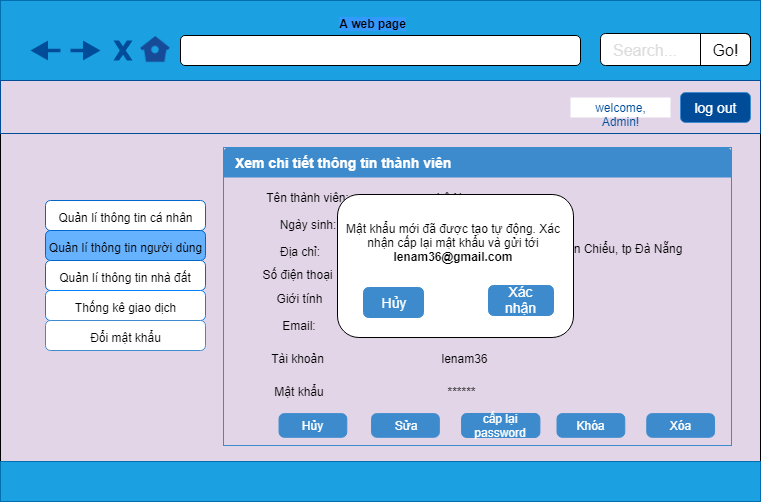 A web page
X
Search...
Go!
welcome,
Admin!
log out
Xem chi tiết thông tin thành viên
Quản lí thông tin cá nhân
Quản lí thông tin người dùng
Quản lí thông tin nhà đất
Thống kê giao dịch
Đổi mật khẩu
Tên thành viên:
Ngày sinh:
Địa chỉ:
n Chiểu, tp Đà Nẵng
Số điện thoại
Giới tính
Email:
Mật khẩu mới đã được tạo tự động. Xác
nhận cấp lại mật khẩu và gửi tới
lenam36@gmail.com
Hủy
Xác
nhận
Tài khoản
lenam36
Mật khẩu
******
Hủy
Sửa
cấp lại
password
Khóa
Xóa